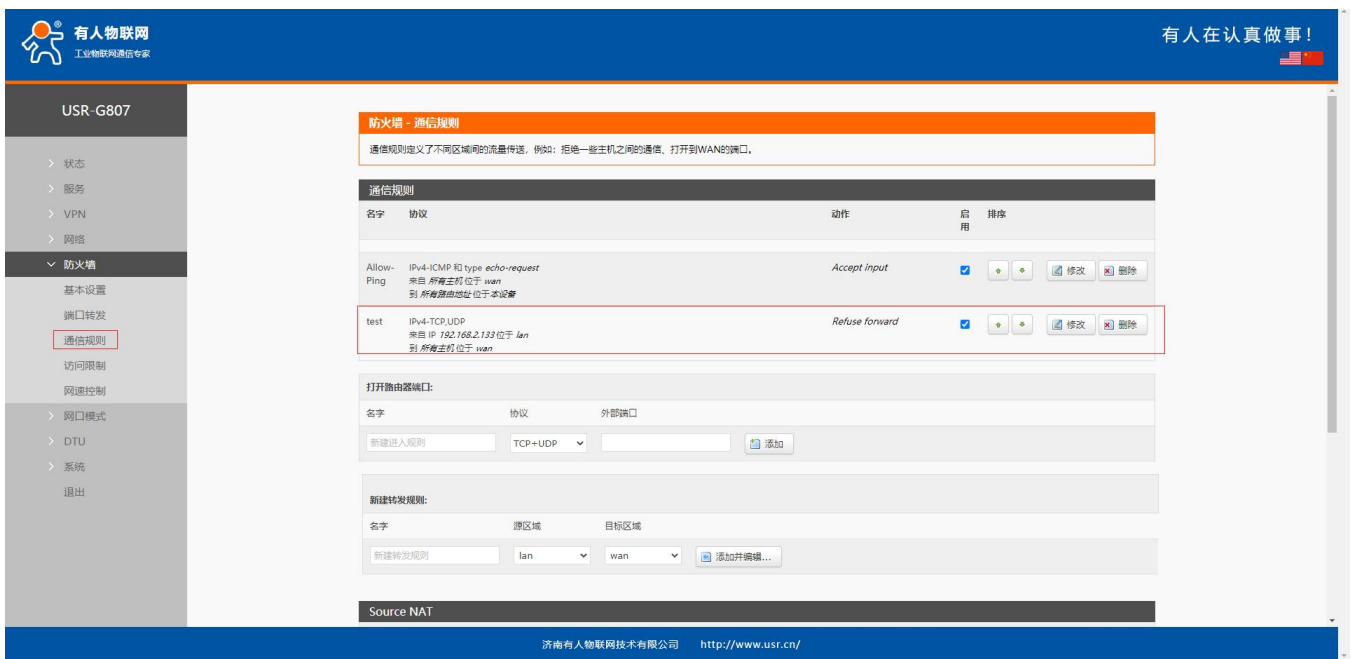 有人物联网
®
工业物联网通信专家
有人在认真做事！
USR-G807
状态
服务
VPN
网络
防火墙
基本设置
端口转发
通信规则
访问限制
网速控制
网口模式
DTU
系统
退出
防火墙 - 通信规则
通信规则定义了不同区域间的流量传送，例如：拒绝一些主机之间的通信、打开到WAN的端口。
通信规则
名字 协议 动作 启用 排序
Allow-Ping IPv4-ICMP 和 type echo-request Accept input 修改 删除
来自 所有主机 位于 wan
到 所有路由地址 位于 本设备
test IPv4-TCP,UDP Refuse forward 修改 删除
来自 IP 192.168.2.133 位于 lan
到 所有主机 位于 wan
打开路由器端口:
名字 协议 外部端口
新建进入规则 TCP+UDP 添加
新建转发规则:
名字 源区域 目标区域
新建转发规则 lan wan 添加并编辑...
Source NAT
济南有人物联网技术有限公司 http://www.usr.cn/